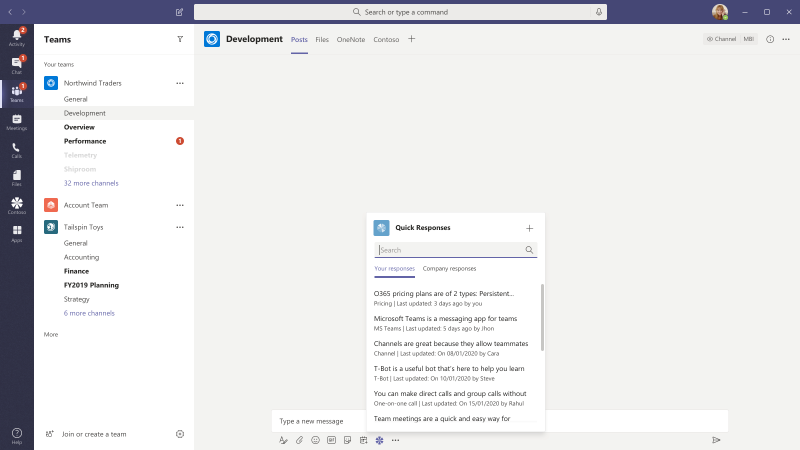 Search or type a command
2
Activity
1
Chat
1
Teams
Meetings
Calls
Files
Contoso
Apps
Help
Teams
Your teams
Northwind Traders
General
Development
Overview
Performance
1
Telemetry
Shiproom
32 more channels
Account Team
Tailspin Toys
General
Accounting
Finance
FY2019 Planning
Strategy
6 more channels
More
Join or create a team
Development
Posts
Files
OneNote
Contoso
Channel
MBI
Quick Responses
Search
Your responses
Company responses
O365 pricing plans are of 2 types: Persistent...
Pricing | Last updated: 3 days ago by you
Microsoft Teams is a messaging app for teams
MS Teams | Last updated: 5 days ago by Jhon
Channels are great because they allow teammates
Channel | Last updated: On 08/01/2020 by Cara
T-Bot is a useful bot that's here to help you learn
T-Bot | Last updated: On 10/01/2020 by Steve
You can make direct calls and group calls without
One-on-one call | Last updated: On 15/01/2020 by Rahul
Team meetings are a quick and easy way for
Type a new message
GIF